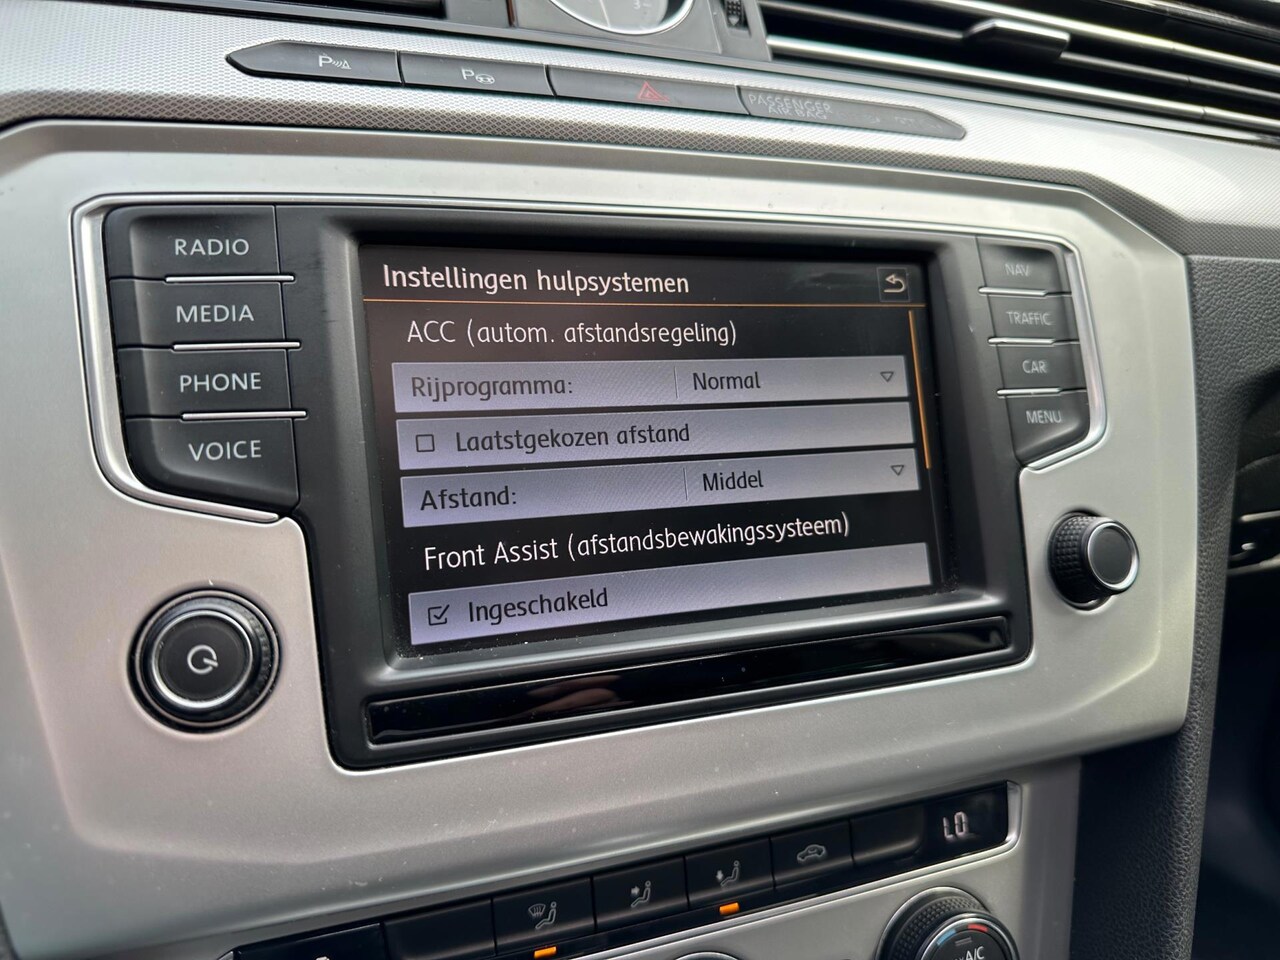 P
P
PASSENGER
AIR BAG
RADIO
MEDIA
PHONE
VOICE
Instellingen hulpsystemen
ACC (autom. afstandsregeling)
Rijprogramma: Normal
Laatstgekozen afstand
Afstand: Middel
Front Assist (afstandsbewakingssysteem)
Ingeschakeld
NAV
TRAFFIC
CAR
MENU
LO
A/C